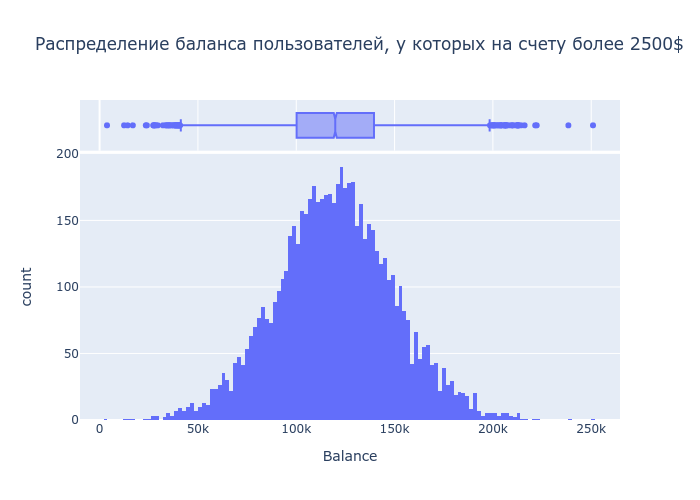 Распределение баланса пользователей, у которых на счету более 2500$
200
150
100
50
0
count
0 50k 100k 150k 200k 250k
Balance